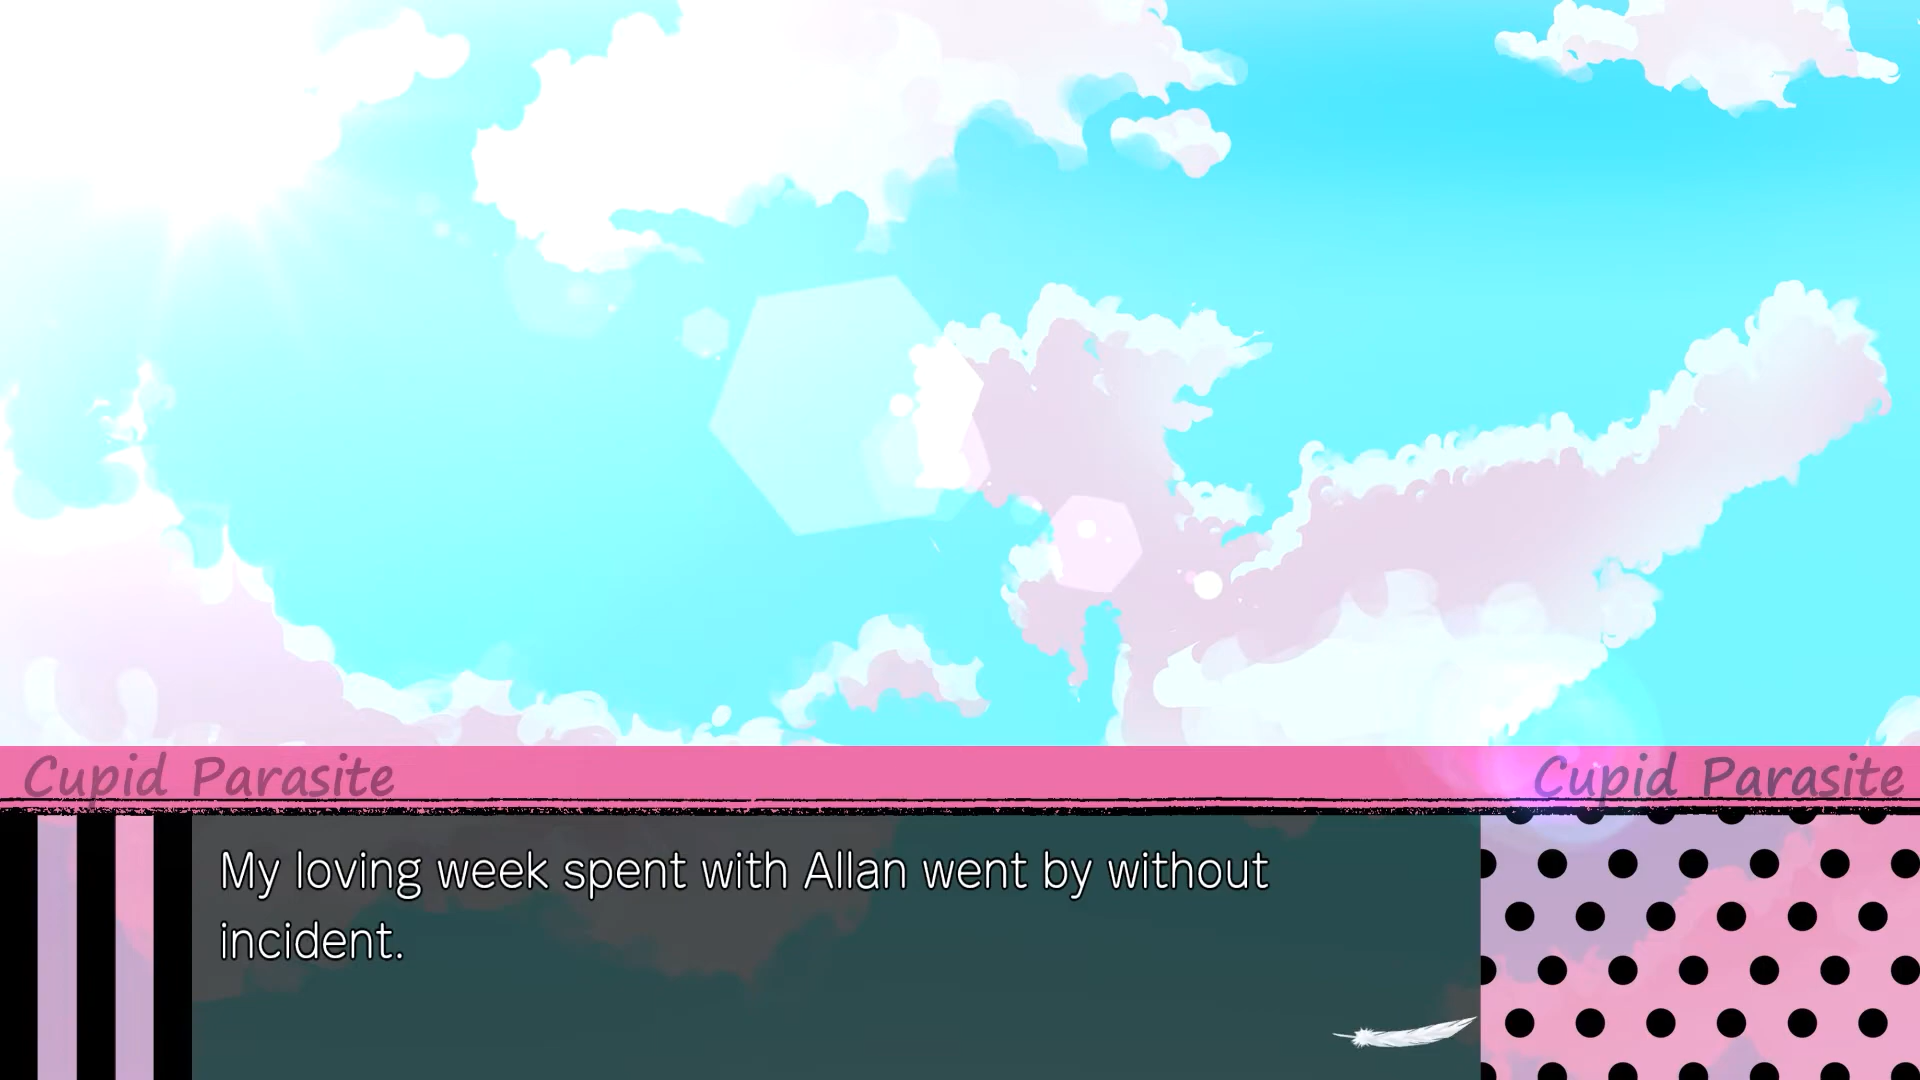 Cupid Parasite
Cupid Parasite
My loving week spent with Allan went by without
incident.